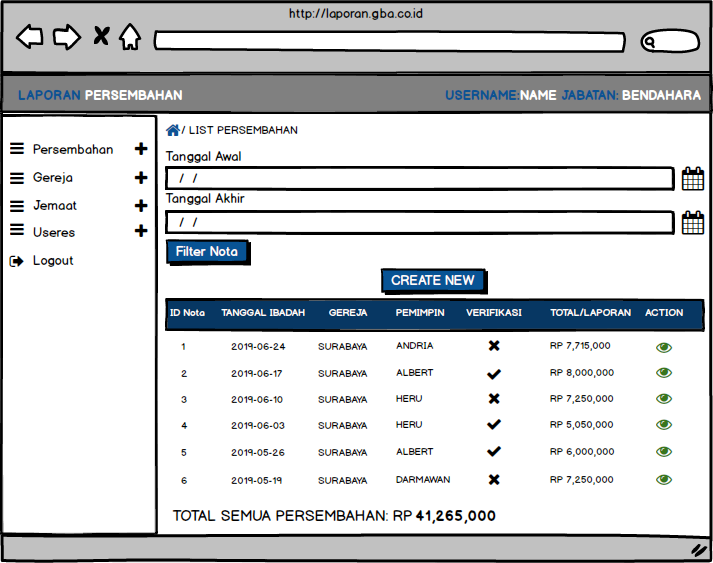 http://laporan.gba.co.id
LAPORAN PERSEMBAHAN USERNAME:NAME JABATAN: BENDAHARA
Persembahan
Gereja
Jemaat
Useres
Logout
/ LIST PERSEMBAHAN
Tanggal Awal
/ /
Tanggal Akhir
/ /
Filter Nota
CREATE NEW
ID Nota TANGGAL IBADAH GEREJA PEMIMPIN VERIFIKASI TOTAL/LAPORAN ACTION
1 2019-06-24 SURABAYA ANDRIA RP 7,715,000
2 2019-06-17 SURABAYA ALBERT RP 8,000,000
3 2019-06-10 SURABAYA HERU RP 7,250,000
4 2019-06-03 SURABAYA HERU RP 5,050,000
5 2019-05-26 SURABAYA ALBERT RP 6,000,000
6 2019-05-19 SURABAYA DARMAWAN RP 7,250,000
TOTAL SEMUA PERSEMBAHAN: RP 41,265,000